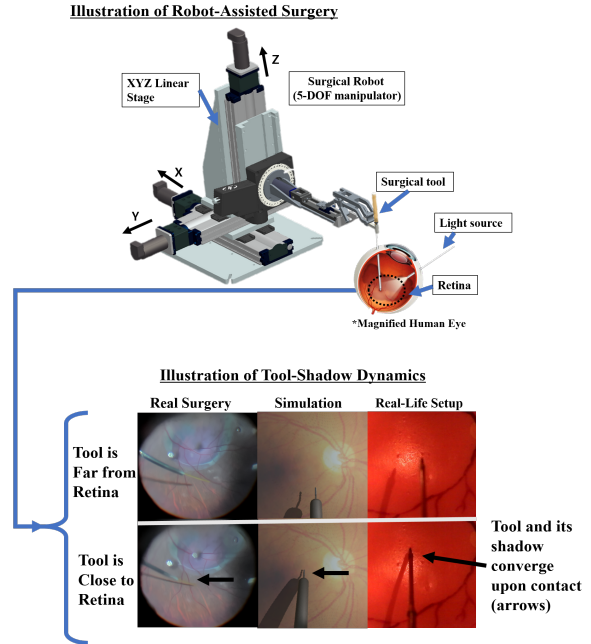 Illustration of Robot-Assisted Surgery
Z
XYZ Linear
Stage
Surgical Robot
(5-DOF manipulator)
X
Surgical tool
Y
Light source
Retina
*Magnified Human Eye
Illustration of Tool-Shadow Dynamics
Real Surgery
Simulation
Real-Life Setup
Tool is
Far from
Retina
Tool is
Close to
Retina
Tool and its
shadow
converge
upon contact
(arrows)